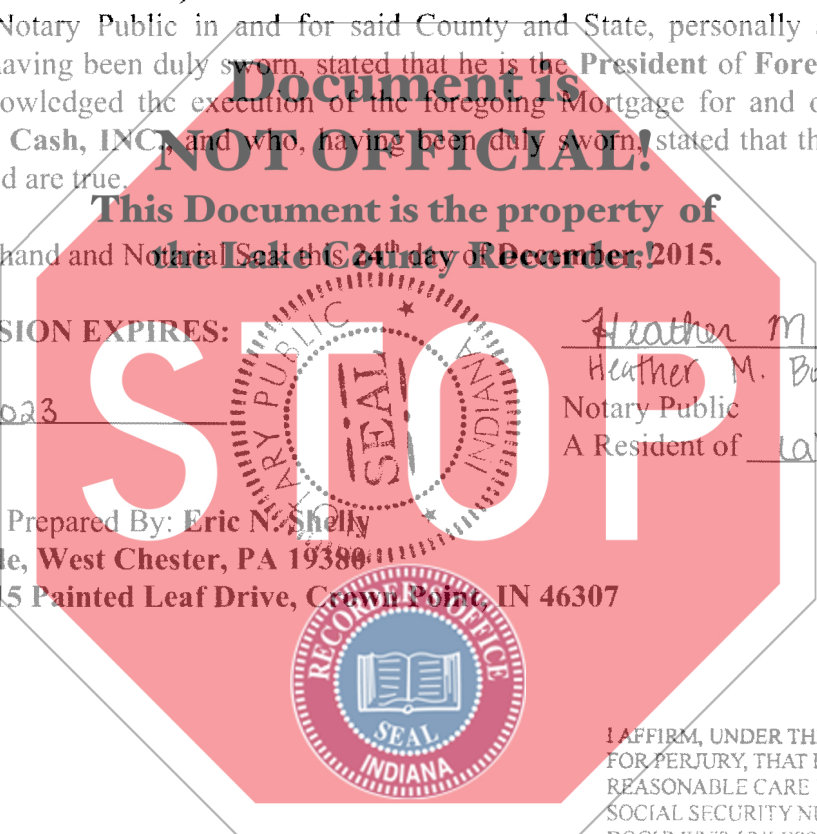 Notary Public in and for said County and State, personally
having been duly sworn, stated that he is the President of Fore
owledged the execution of the foregoing Mortgage for and
Cash, INC., and who, having been duly sworn, stated that th
d are true.
Document is
NOT OFFICIAL!
This Document is the property of
the Lake County Recorder!
hand and Notarial Seal this 24th day of December, 2015.
SION EXPIRES:
023
NOTARY PUBLIC
INDIANA
SEAL
STOP
Heather M
Heather M. Bu
Notary Public
A Resident of La
Prepared By: Eric N. Shelly
le, West Chester, PA 19380
15 Painted Leaf Drive, Crown Point, IN 46307
RECORDER'S OFFICE
SEAL
INDIANA
I AFFIRM, UNDER TH
FOR PERJURY, THAT
REASONABLE CARE
SOCIAL SECURITY